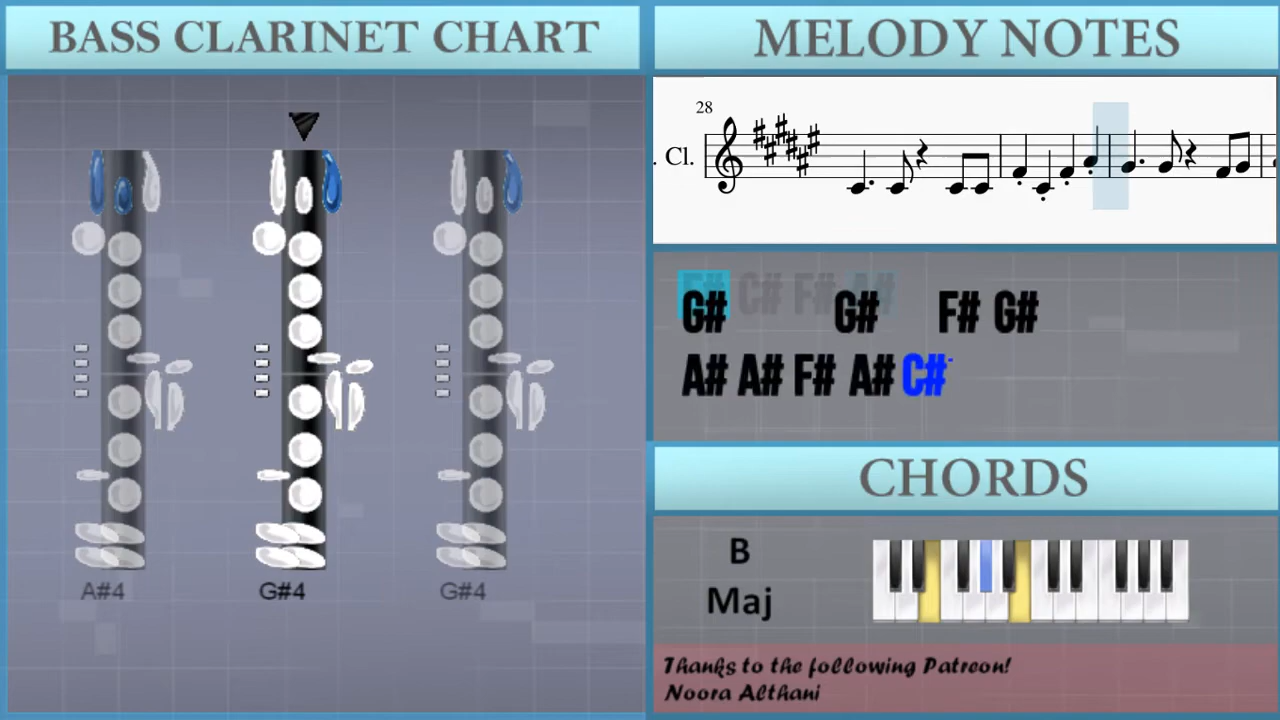 BASS CLARINET CHART
A#4 G#4 G#4
MELODY NOTES
28
. Cl.
F# C# F# A#
G# G# F# G#
A# A# F# A# C#
CHORDS
B
Maj
Thanks to the following Patreon!
Noora Althani